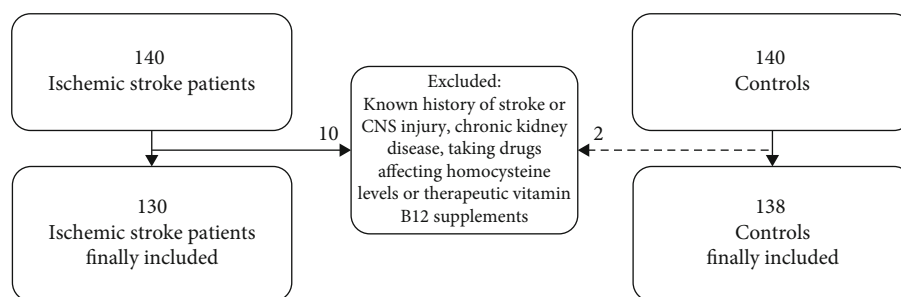 140
Ischemic stroke patients
10
130
Ischemic stroke patients
finally included
Excluded:
Known history of stroke or
CNS injury, chronic kidney
disease, taking drugs
affecting homocysteine
levels or therapeutic vitamin
B12 supplements
2
140
Controls
138
Controls
finally included